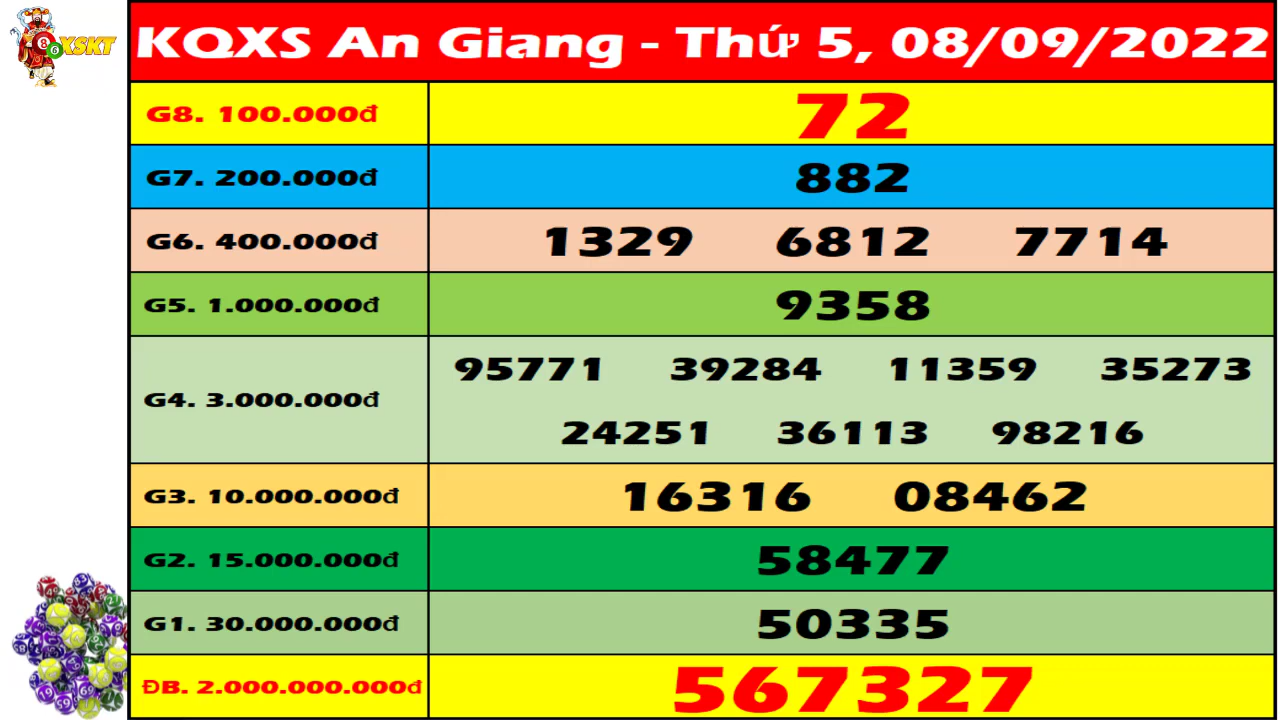 XSKT
KQXS An Giang - Thứ 5, 08/09/2022
G8. 100.000đ 72
G7. 200.000đ 882
G6. 400.000đ 1329 6812 7714
G5. 1.000.000đ 9358
G4. 3.000.000đ 95771 39284 11359 35273
24251 36113 98216
G3. 10.000.000đ 16316 08462
G2. 15.000.000đ 58477
G1. 30.000.000đ 50335
ĐB. 2.000.000.000đ 567327